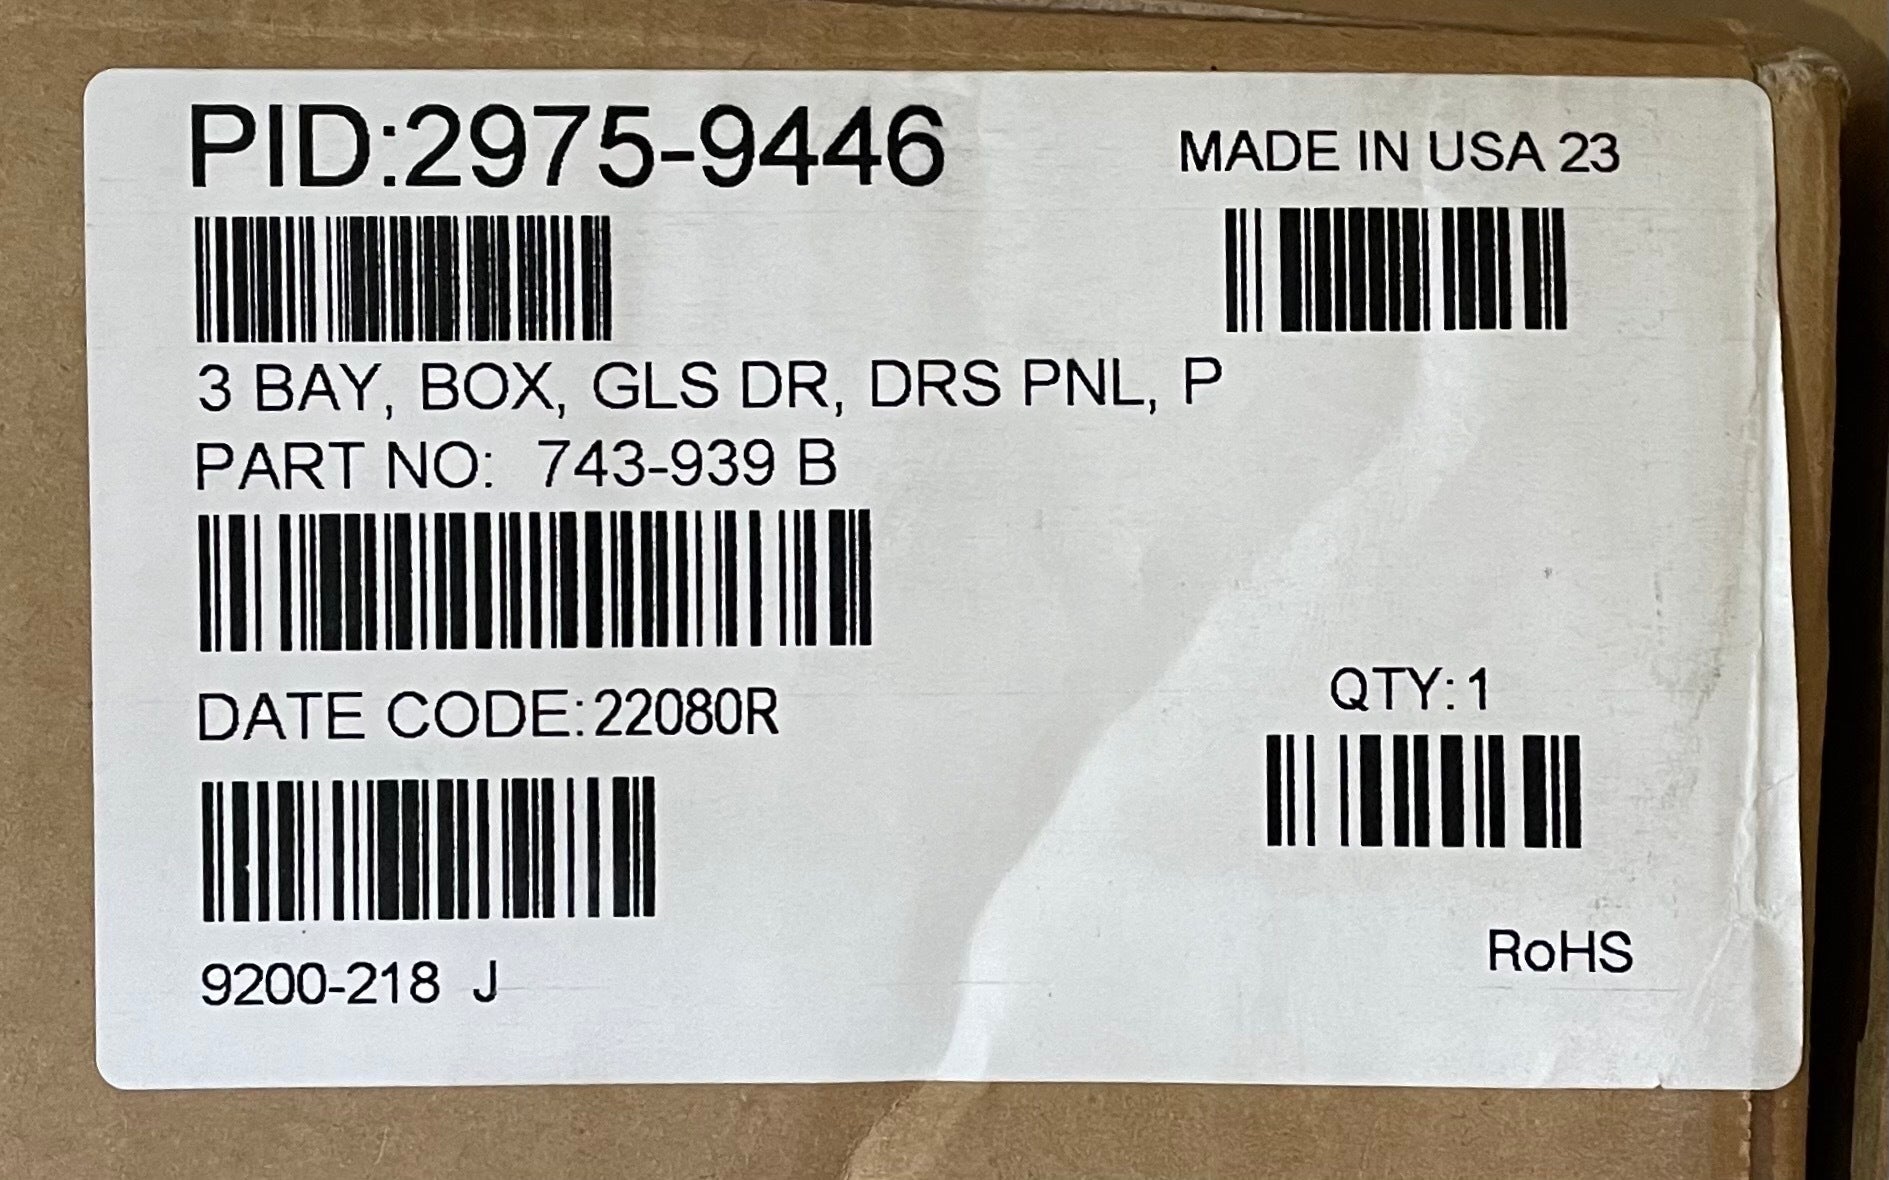 PID:2975-9446
MADE IN USA 23
3 BAY, BOX, GLS DR, DRS PNL, P
PART NO: 743-939 B
DATE CODE:22080R
QTY:1
9200-218 J
RoHS